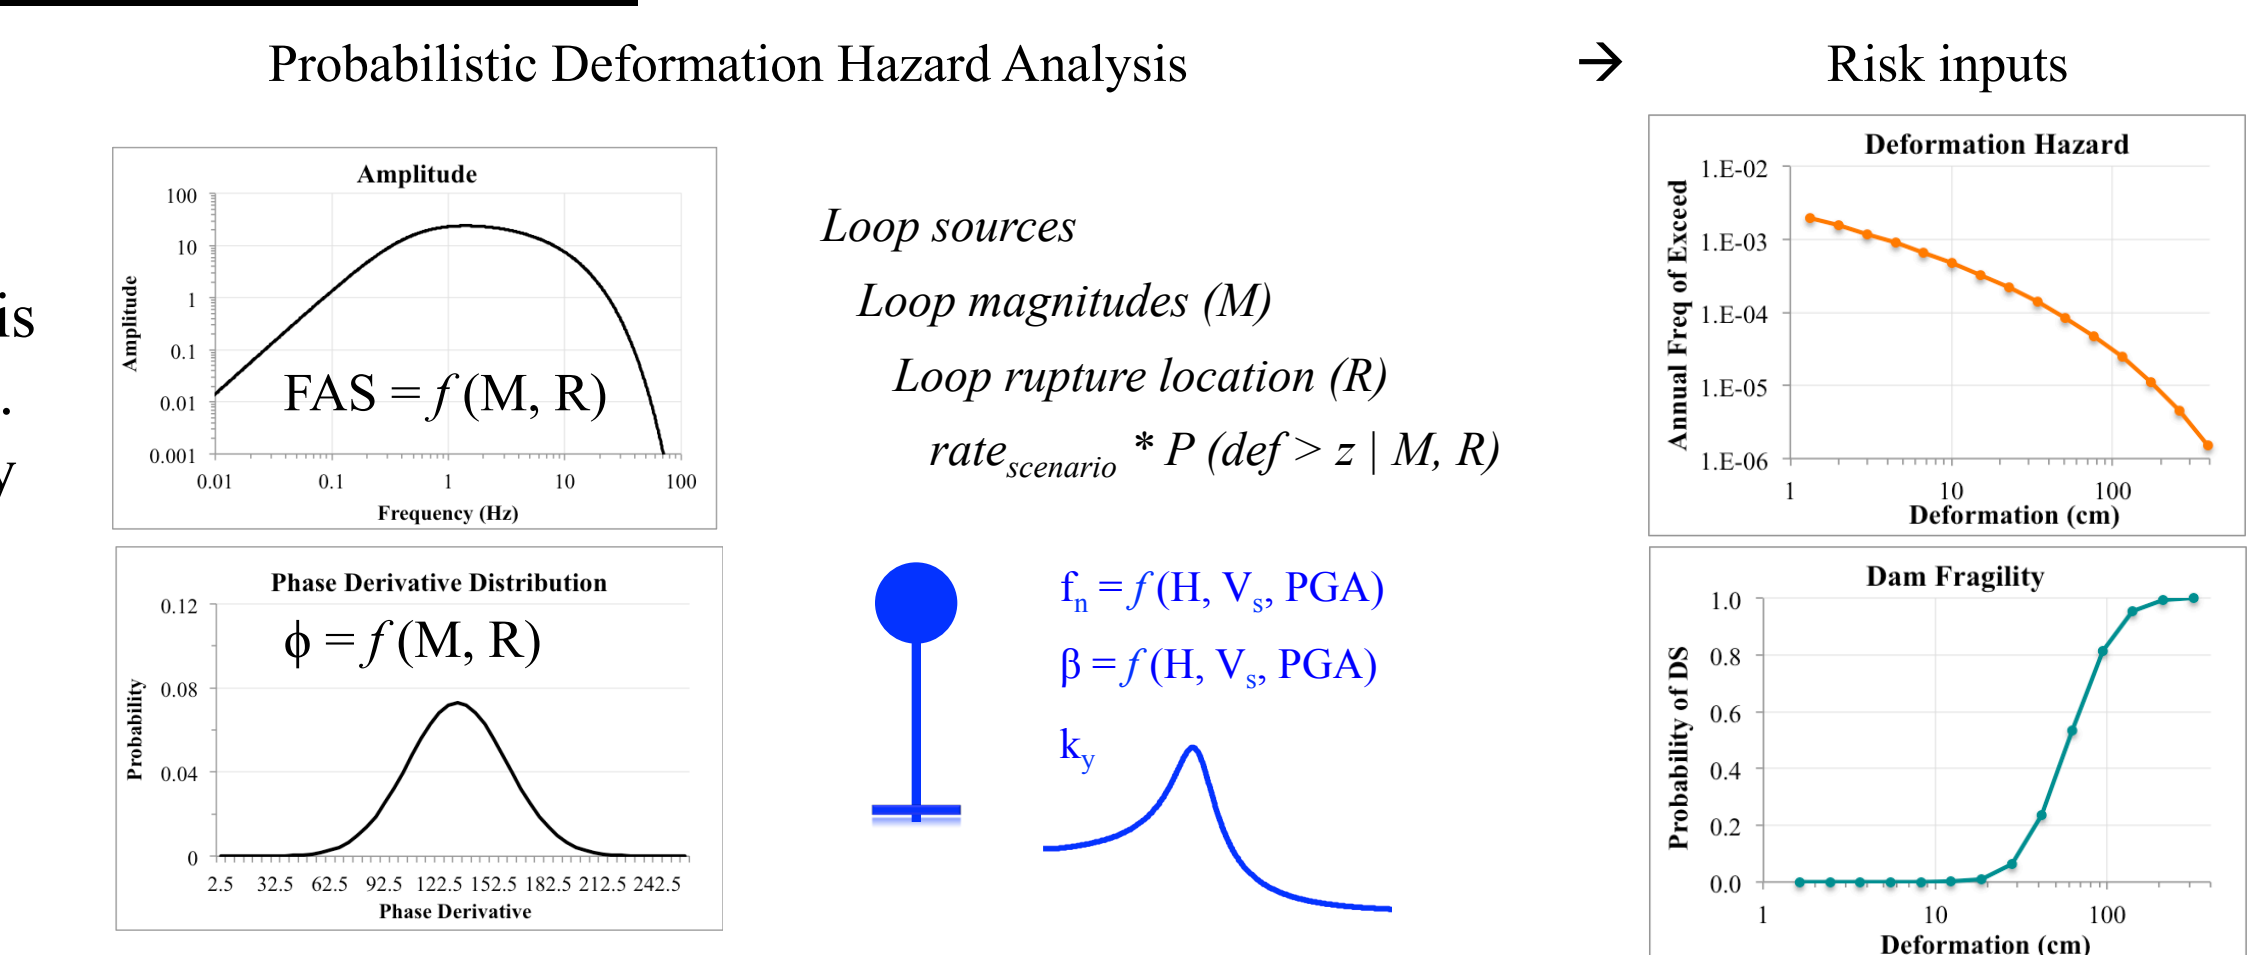 Probabilistic Deformation Hazard Analysis
→
Risk inputs
is
.
y
Amplitude
100
10
1
0.1
0.01
0.001
Amplitude
FAS = f (M, R)
0.01 0.1 1 10 100
Frequency (Hz)
Phase Derivative Distribution
0.12
0.08
0.04
0
Probability
ϕ = f (M, R)
2.5 32.5 62.5 92.5 122.5 152.5 182.5 212.5 242.5
Phase Derivative
Loop sources
Loop magnitudes (M)
Loop rupture location (R)
rate_scenario * P (def > z | M, R)
f_n = f (H, V_s, PGA)
β = f (H, V_s, PGA)
k_y
Deformation Hazard
1.E-02
1.E-03
1.E-04
1.E-05
1.E-06
Annual Freq of Exceed
1 10 100
Deformation (cm)
Dam Fragility
1.0
0.8
0.6
0.4
0.2
0.0
Probability of DS
1 10 100
Deformation (cm)